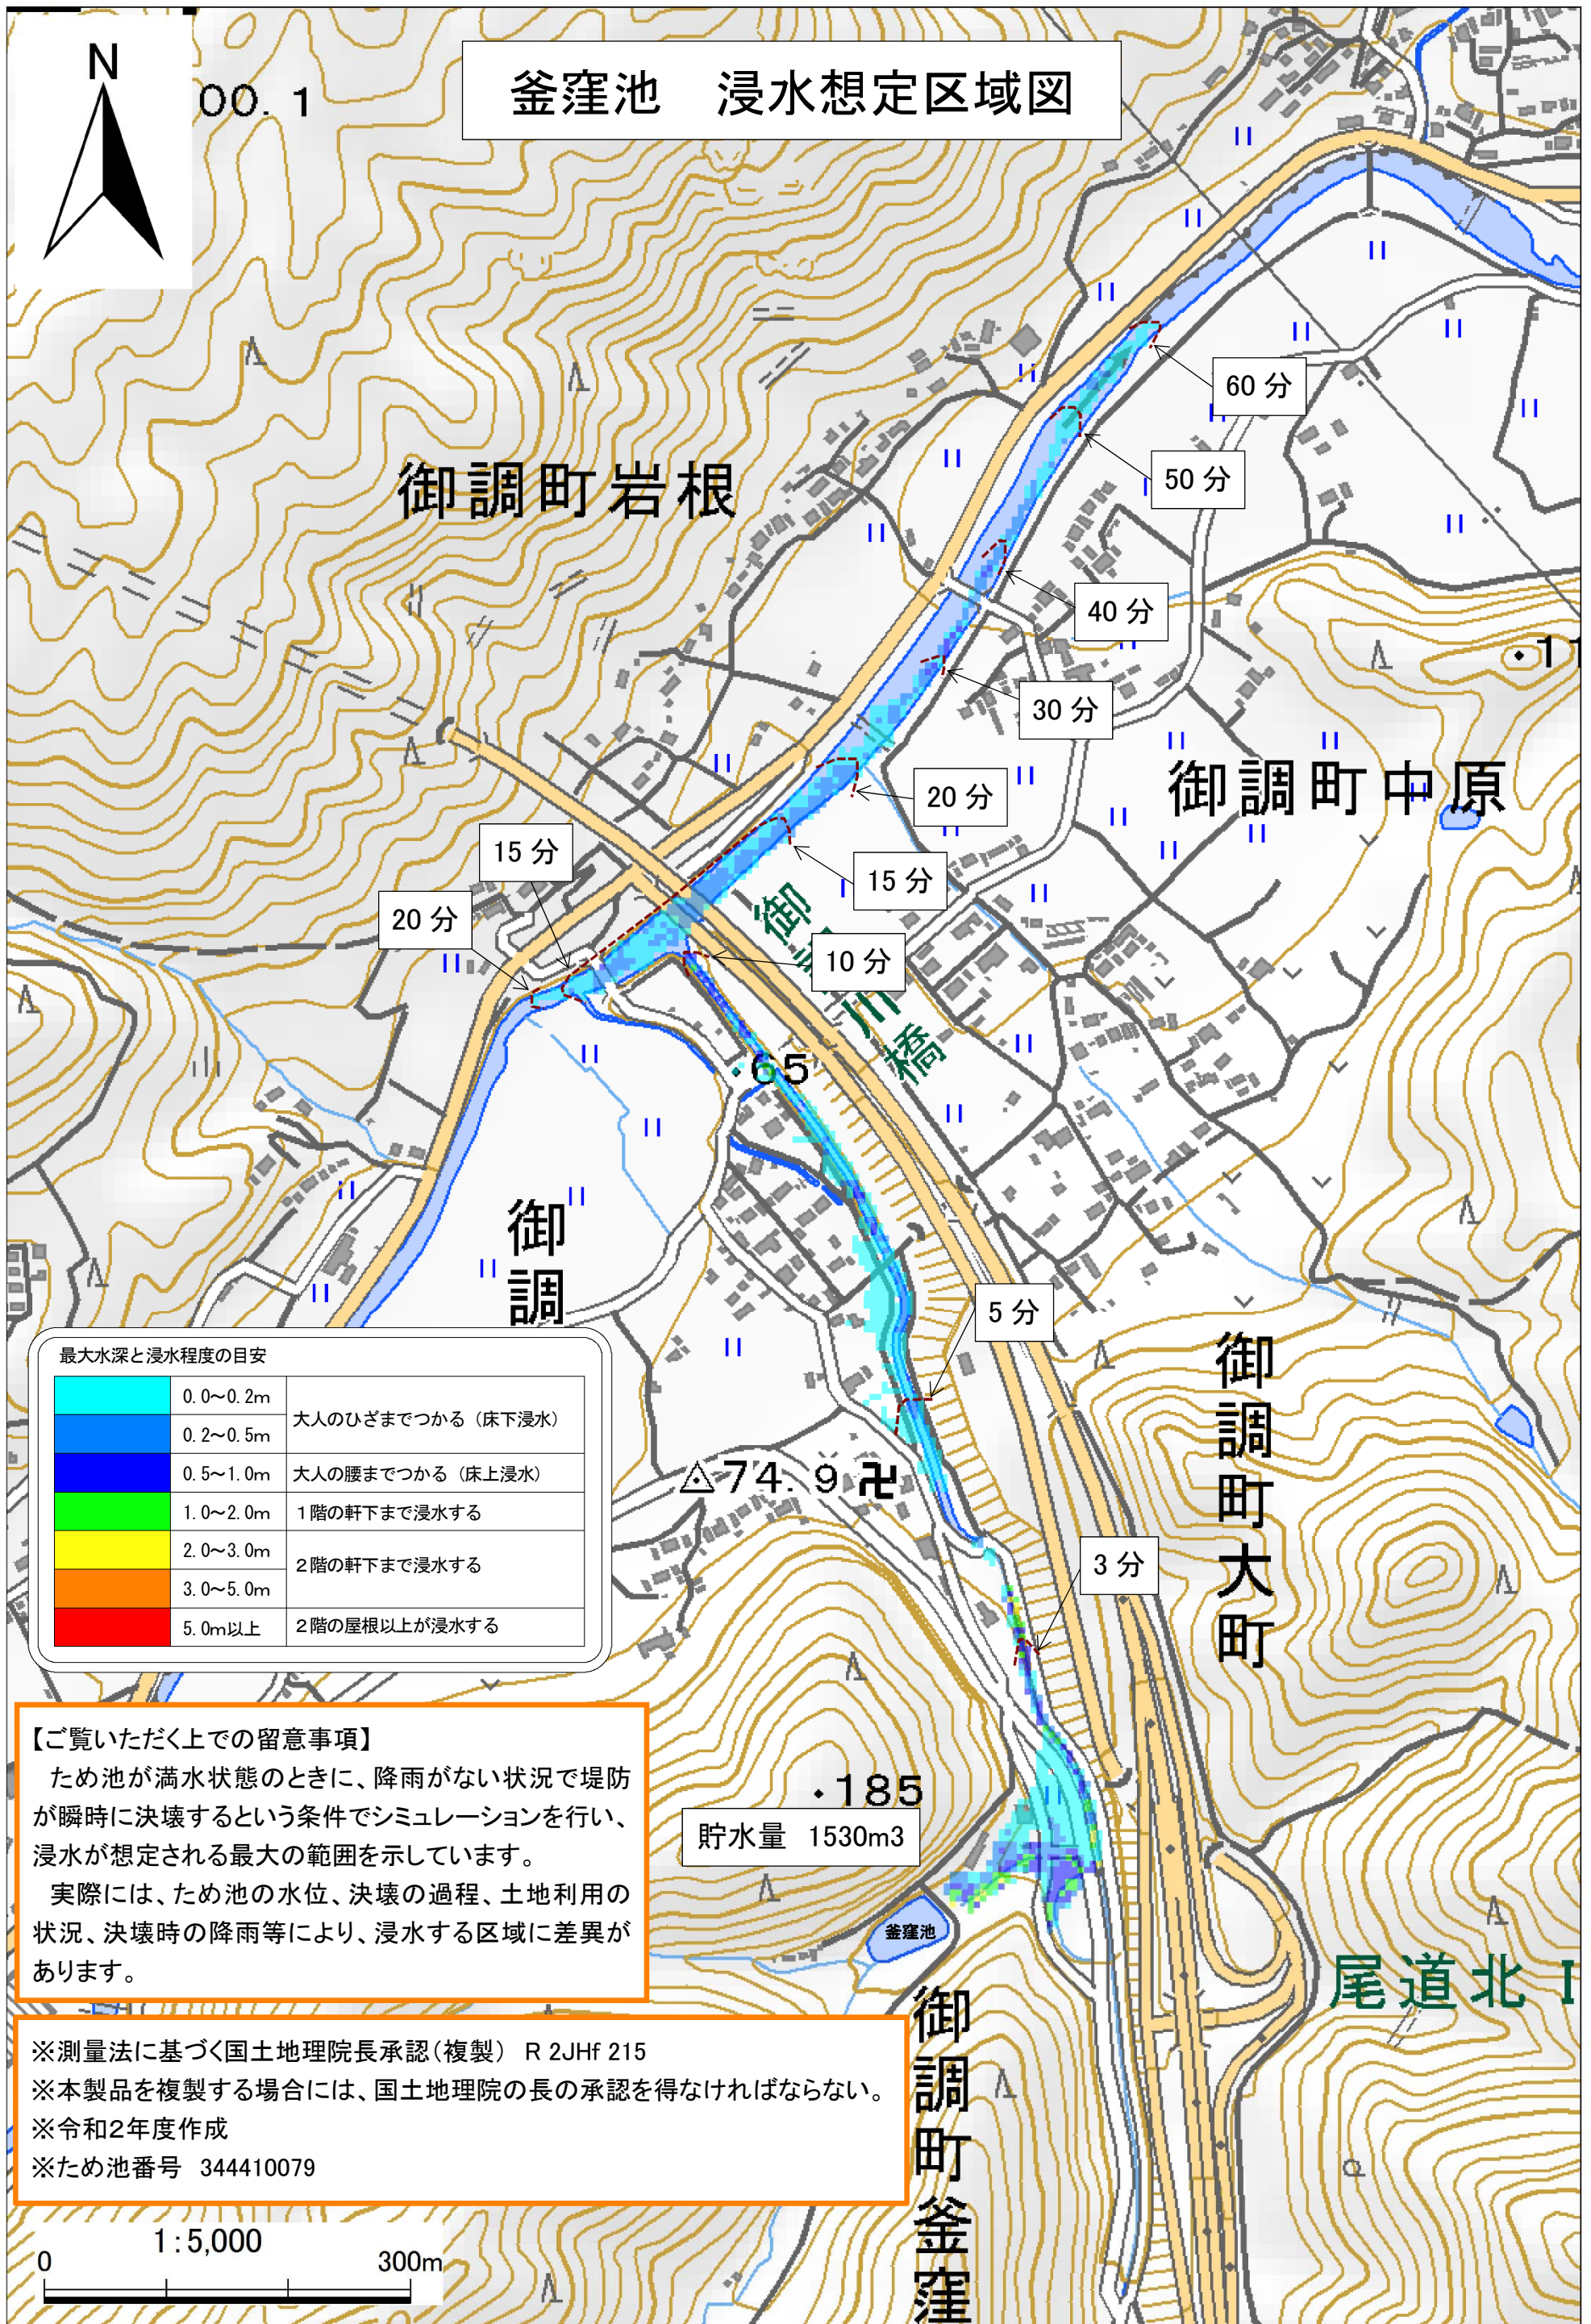 N
00.1
釜窪池　浸水想定区域図
60 分
50 分
御調町岩根
40 分
・11
30 分
御調町中原
20 分
15 分
15 分
20 分
御調川橋
10 分
・65
御調
5 分
最大水深と浸水程度の目安
0.0～0.2m
大人のひざまでつかる（床下浸水）
0.2～0.5m
0.5～1.0m 大人の腰までつかる（床上浸水）
1.0～2.0m １階の軒下まで浸水する
2.0～3.0m
２階の軒下まで浸水する
3.0～5.0m
5.0m以上 ２階の屋根以上が浸水する
74.9
御調町大町
3 分
【ご覧いただく上での留意事項】
　ため池が満水状態のときに、降雨がない状況で堤防
が瞬時に決壊するという条件でシミュレーションを行い、
浸水が想定される最大の範囲を示しています。
　実際には、ため池の水位、決壊の過程、土地利用の
状況、決壊時の降雨等により、浸水する区域に差異が
あります。
・185
貯水量　1530m3
釜窪池
尾道北 I
御調町釜窪
※測量法に基づく国土地理院長承認（複製）　R 2JHf 215
※本製品を複製する場合には、国土地理院の長の承認を得なければならない。
※令和２年度作成
※ため池番号　344410079
1:5,000
0 300m